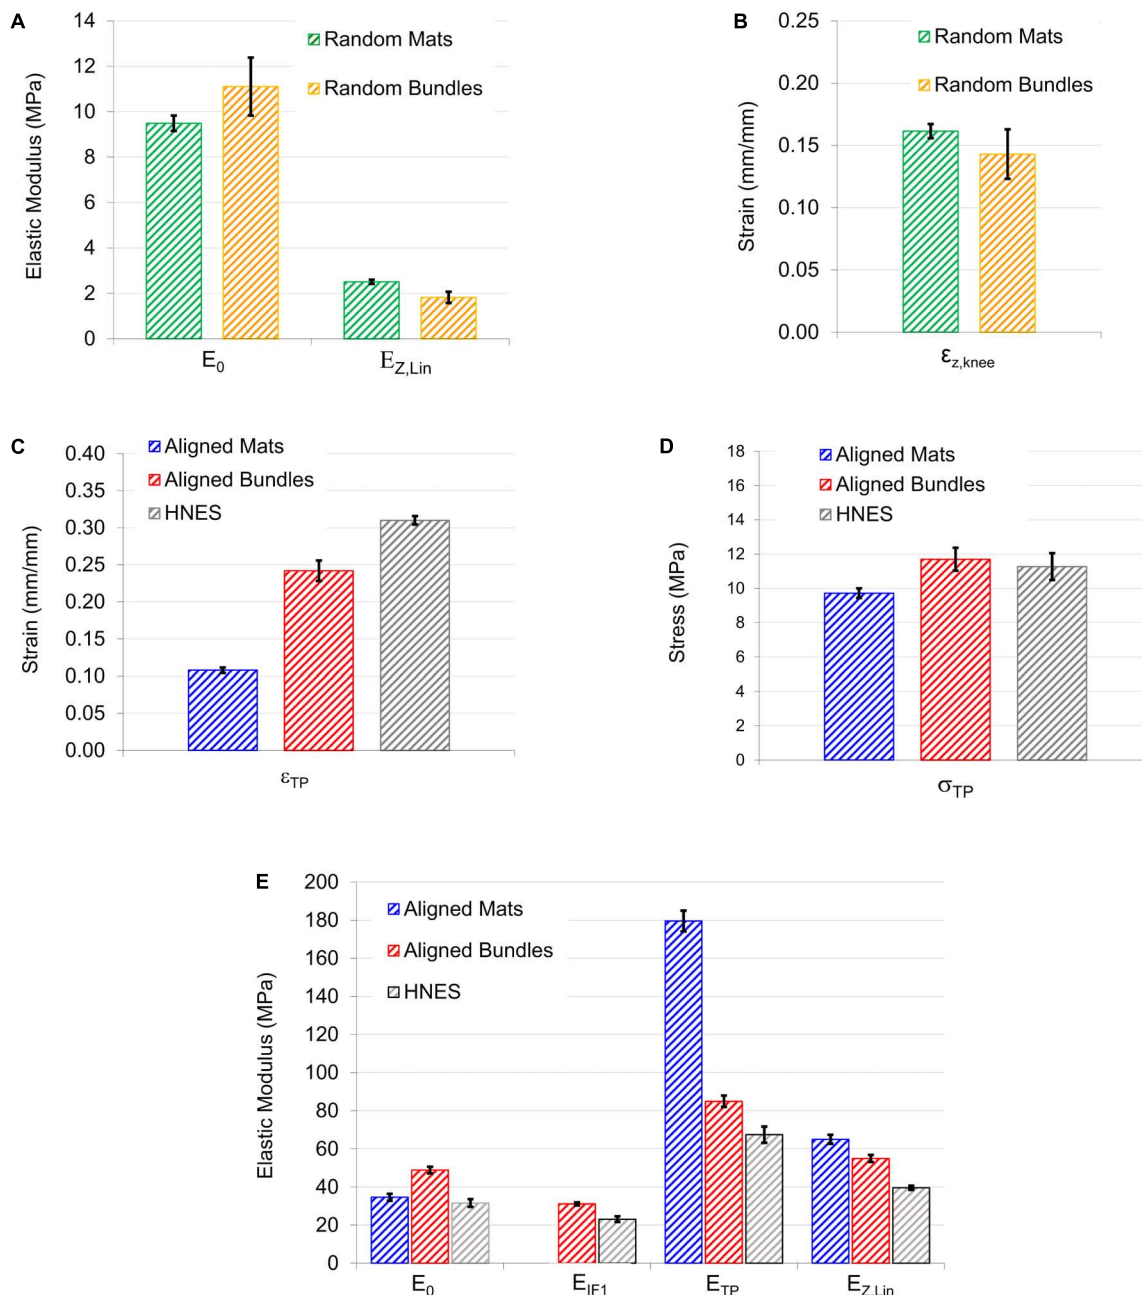 A
Elastic Modulus (MPa)
16
14
12
10
8
6
4
2
0
Random Mats
Random Bundles
E0
EZ,Lin
B
Strain (mm/mm)
0.25
0.20
0.15
0.10
0.05
0.00
Random Mats
Random Bundles
εz,knee
C
Strain (mm/mm)
0.40
0.35
0.30
0.25
0.20
0.15
0.10
0.05
0.00
Aligned Mats
Aligned Bundles
HNES
εTP
D
Stress (MPa)
18
16
14
12
10
8
6
4
2
0
Aligned Mats
Aligned Bundles
HNES
σTP
E
Elastic Modulus (MPa)
200
180
160
140
120
100
80
60
40
20
0
Aligned Mats
Aligned Bundles
HNES
E0
EIF1
ETP
EZ,Lin